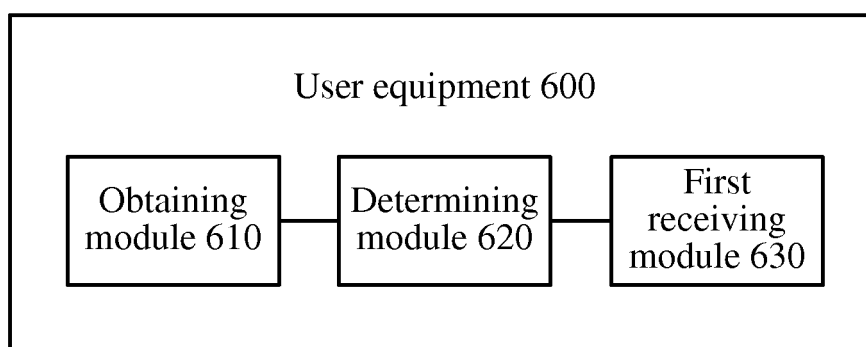 User equipment 600
Obtaining
module 610
Determining
module 620
First
receiving
module 630